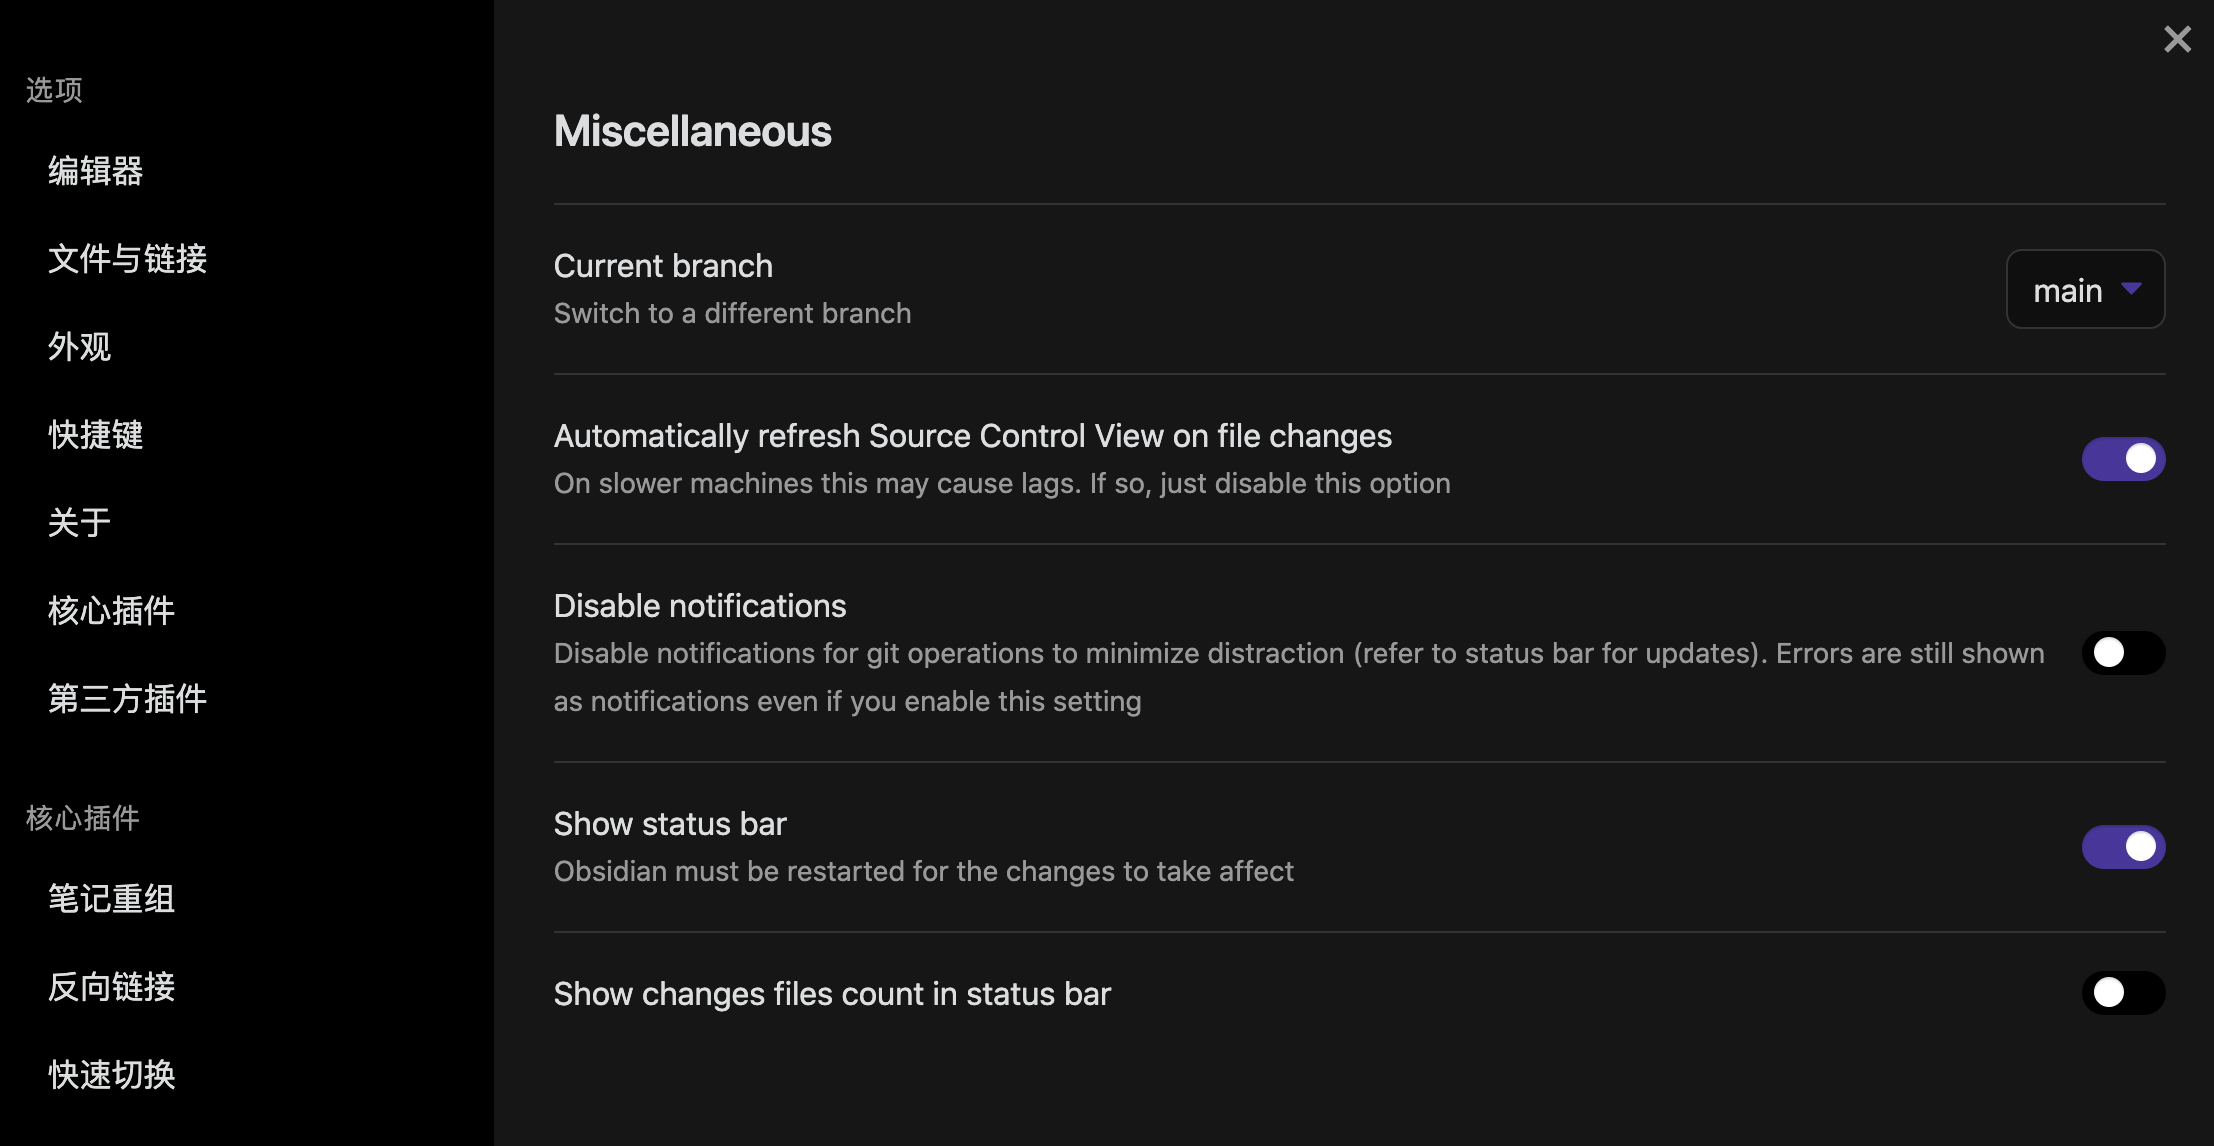 选项
编辑器
文件与链接
外观
快捷键
关于
核心插件
第三方插件
核心插件
笔记重组
反向链接
快速切换
Miscellaneous
Current branch
Switch to a different branch
main
Automatically refresh Source Control View on file changes
On slower machines this may cause lags. If so, just disable this option
Disable notifications
Disable notifications for git operations to minimize distraction (refer to status bar for updates). Errors are still shown
as notifications even if you enable this setting
Show status bar
Obsidian must be restarted for the changes to take affect
Show changes files count in status bar